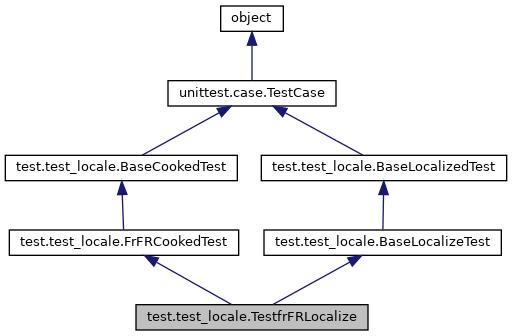 object
unittest.case.TestCase
test.test_locale.BaseCookedTest
test.test_locale.BaseLocalizedTest
test.test_locale.FrFRCookedTest
test.test_locale.BaseLocalizeTest
test.test_locale.TestfrFRLocalize